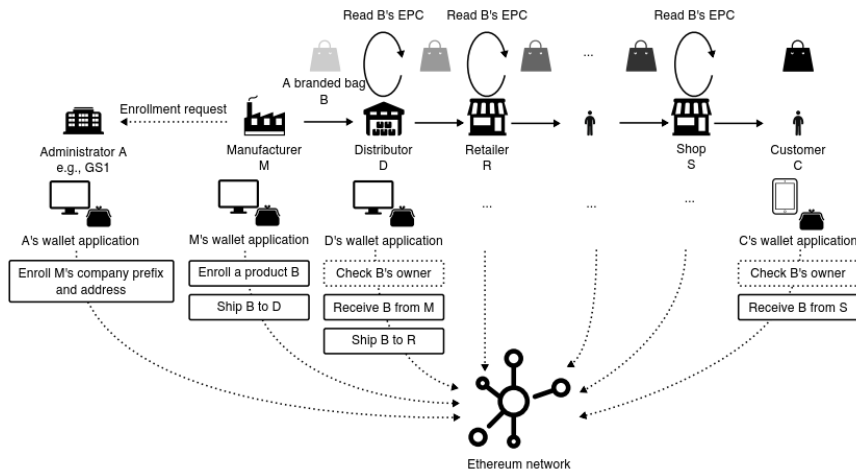 Read B's EPC
Read B's EPC
Read B's EPC
...
A branded bag
B
Enrollment request
Administrator A
e.g., GS1
Manufacturer
M
Distributor
D
Retailer
R
Shop
S
Customer
C
...
...
...
A's wallet application
M's wallet application
D's wallet application
C's wallet application
Enroll M's company prefix
and address
Enroll a product B
Ship B to D
Check B's owner
Receive B from M
Ship B to R
Check B's owner
Receive B from S
Ethereum network